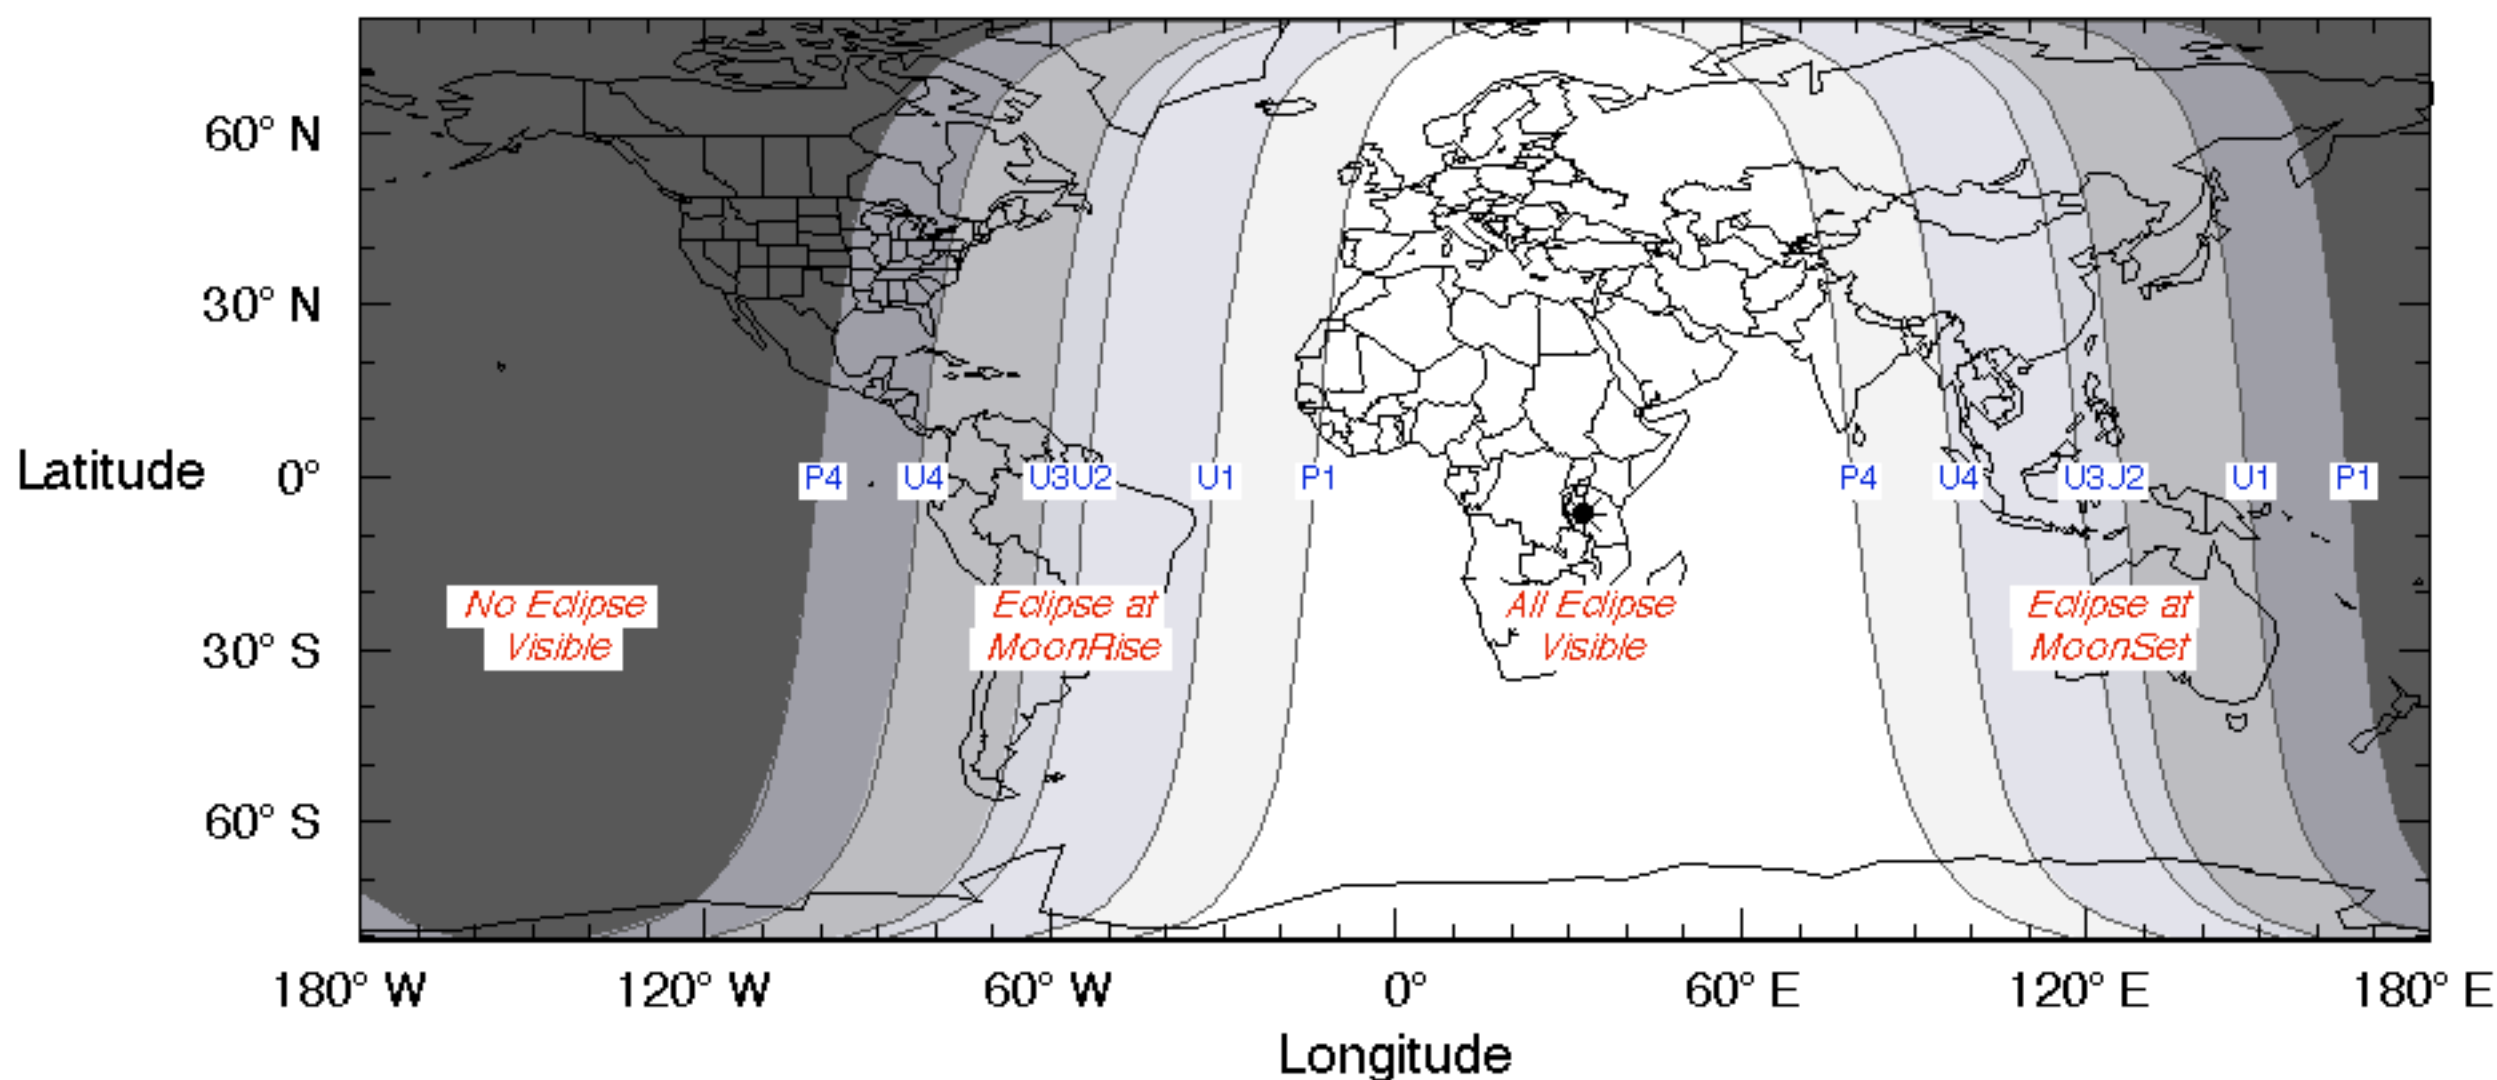 60° N
30° N
Latitude 0°
P4 U4 U3U2 U1 P1 P4 U4 U3U2 U1 P1
No Eclipse
Visible
Eclipse at
MoonRise
All Eclipse
Visible
Eclipse at
MoonSet
30° S
60° S
180° W 120° W 60° W 0° 60° E 120° E 180° E
Longitude